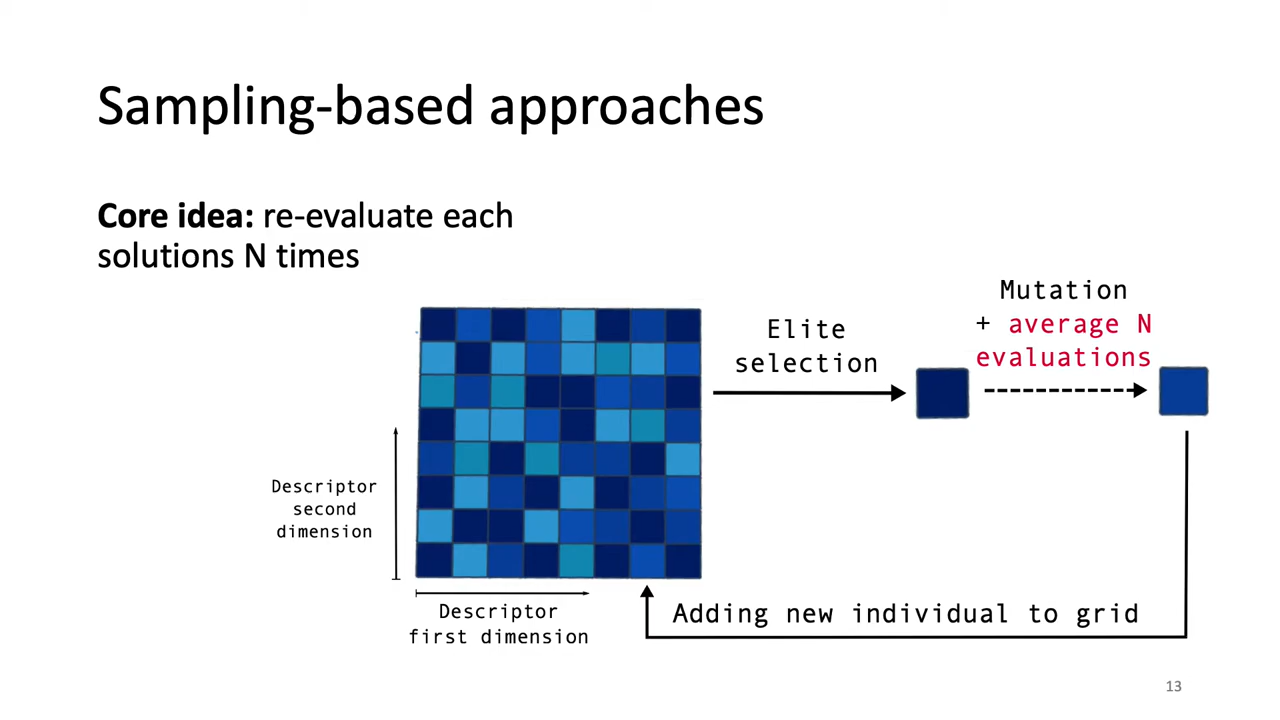 Sampling-based approaches
Core idea: re-evaluate each
solutions N times
Elite
selection
Mutation
+ average N
evaluations
Descriptor
second
dimension
Descriptor
first dimension
Adding new individual to grid
13